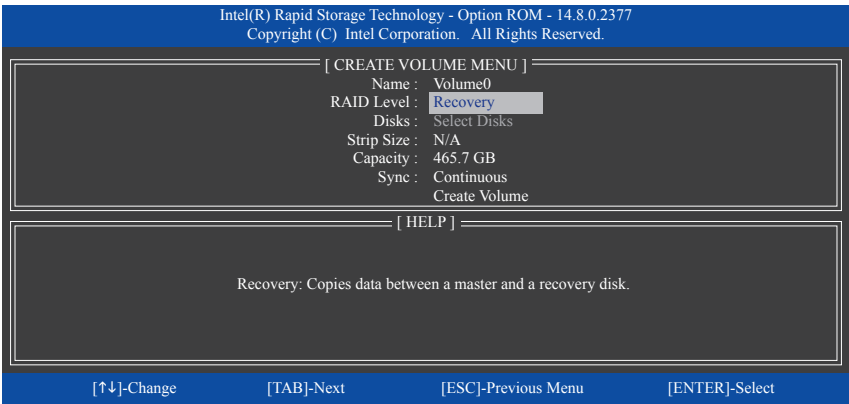 Intel(R) Rapid Storage Technology - Option ROM - 14.8.0.2377
Copyright (C) Intel Corporation. All Rights Reserved.
[ CREATE VOLUME MENU ]
Name : Volume0
RAID Level : Recovery
Disks : Select Disks
Strip Size : N/A
Capacity : 465.7 GB
Sync : Continuous
Create Volume
[ HELP ]
Recovery: Copies data between a master and a recovery disk.
[↑↓]-Change [TAB]-Next [ESC]-Previous Menu [ENTER]-Select